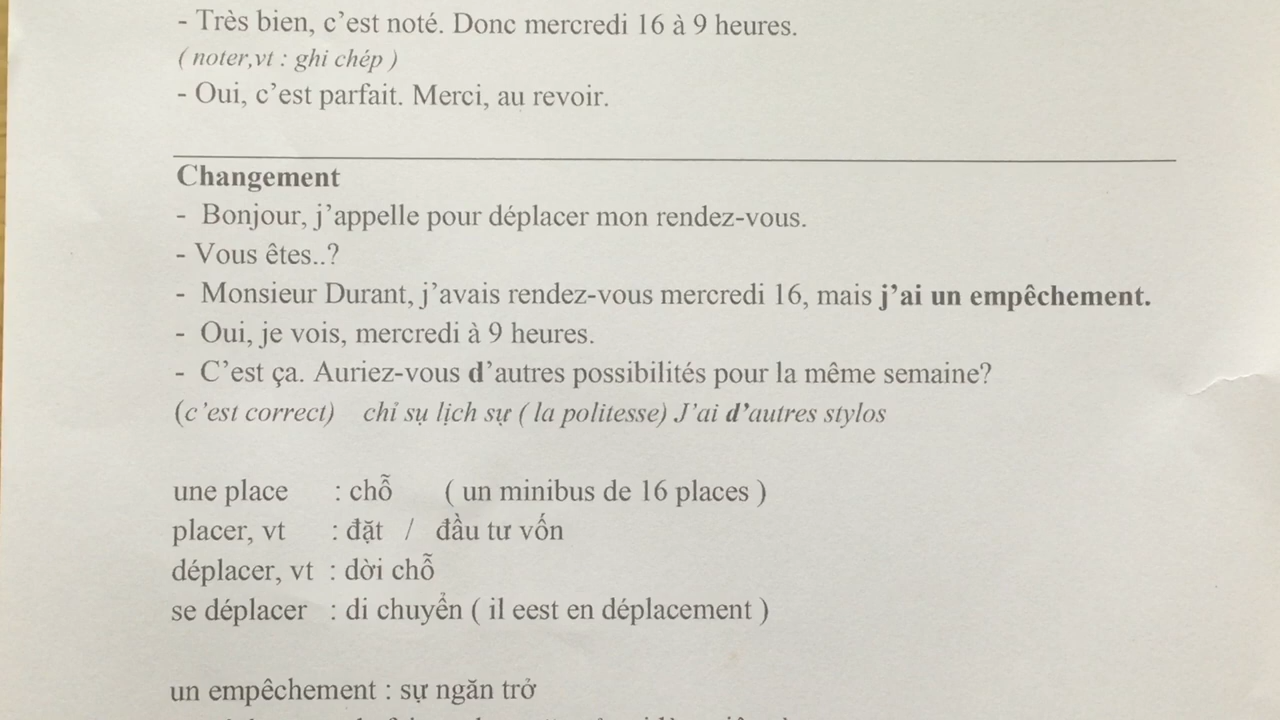 - Très bien, c’est noté. Donc mercredi 16 à 9 heures.
( noter,vt : ghi chép )
- Oui, c’est parfait. Merci, au revoir.
Changement
- Bonjour, j’appelle pour déplacer mon rendez-vous.
- Vous êtes..?
- Monsieur Durant, j’avais rendez-vous mercredi 16, mais j’ai un empêchement.
- Oui, je vois, mercredi à 9 heures.
- C’est ça. Auriez-vous d’autres possibilités pour la même semaine?
(c’est correct) chỉ sụ lịch sự ( la politesse) J’ai d’autres stylos
une place : chỗ ( un minibus de 16 places )
placer, vt : đặt / đầu tư vốn
déplacer, vt : dời chỗ
se déplacer : di chuyển ( il eest en déplacement )
un empêchement : sự ngăn trở